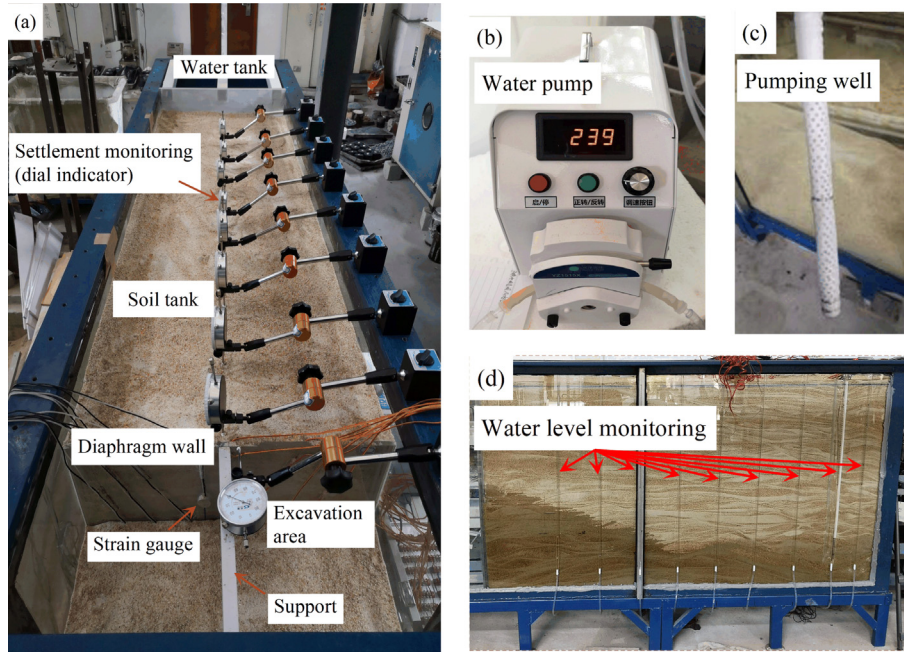 (a)
Water tank
Settlement monitoring
(dial indicator)
Soil tank
Diaphragm wall
Strain gauge
Excavation
area
Support
(b)
Water pump
239
启/停
正转/反转
调速按钮
(c)
Pumping well
(d)
Water level monitoring